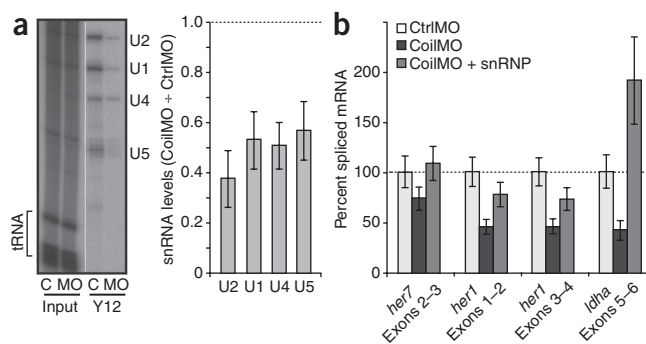 a
U2
U1
U4
U5
tRNA
C MO C MO
Input Y12
snRNA levels (CoilMO ÷ CtrlMO)
1.0
0.8
0.6
0.4
0.2
0
U2 U1 U4 U5
b
CtrlMO
CoilMO
CoilMO + snRNP
Percent spliced mRNA
200
150
100
50
0
her7
Exons 2–3
her1
Exons 1–2
her1
Exons 3–4
ldha
Exons 5–6